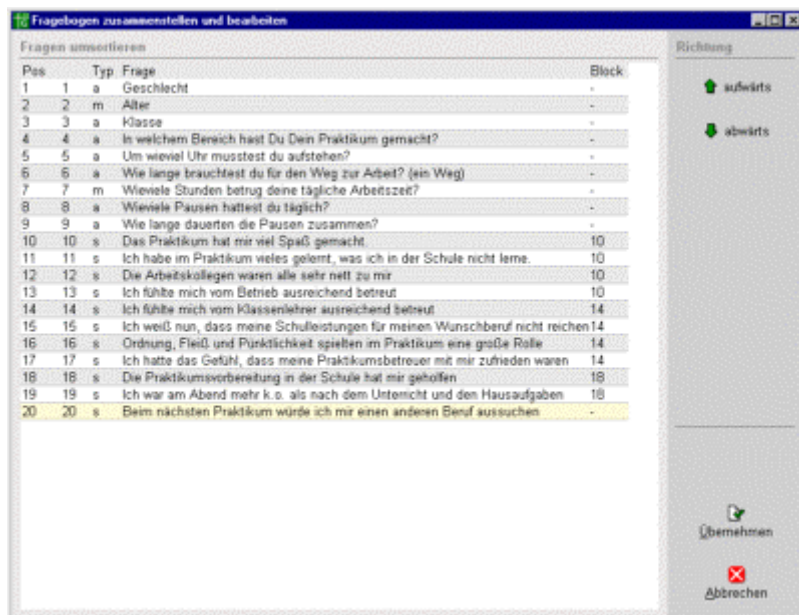 Fragebogen zusammenstellen und bearbeiten
Fragen umsortieren
Richtung
Pos Typ Frage Block
1 1 a Geschlecht -
2 2 m Alter -
3 3 a Klasse -
4 4 a In welchem Bereich hast Du Dein Praktikum gemacht? -
5 5 a Um wieviel Uhr musstest du aufstehen? -
6 6 a Wie lange brauchtest du für den Weg zur Arbeit? (ein Weg) -
7 7 m Wieviele Stunden betrug deine tägliche Arbeitszeit? -
8 8 a Wieviele Pausen hattest du täglich? -
9 9 a Wie lange dauerten die Pausen zusammen? -
10 10 s Das Praktikum hat mir viel Spaß gemacht. 10
11 11 s Ich habe im Praktikum vieles gelernt, was ich in der Schule nicht lerne. 10
12 12 s Die Arbeitskollegen waren alle sehr nett zu mir 10
13 13 s Ich fühlte mich vom Betrieb ausreichend betreut 10
14 14 s Ich fühlte mich vom Klassenlehrer ausreichend betreut 14
15 15 s Ich weiß nun, dass meine Schulleistungen für meinen Wunschberuf nicht reichen 14
16 16 s Ordnung, Fleiß und Pünktlichkeit spielten im Praktikum eine große Rolle 14
17 17 s Ich hatte das Gefühl, dass meine Praktikumsbetreuer mit mir zufrieden waren 14
18 18 s Die Praktikumsvorbereitung in der Schule hat mir geholfen 18
19 19 s Ich war am Abend mehr k.o. als nach dem Unterricht und den Hausaufgaben 18
20 20 s Beim nächsten Praktikum würde ich mir einen anderen Beruf aussuchen -
aufwärts
abwärts
Übernehmen
Abbrechen